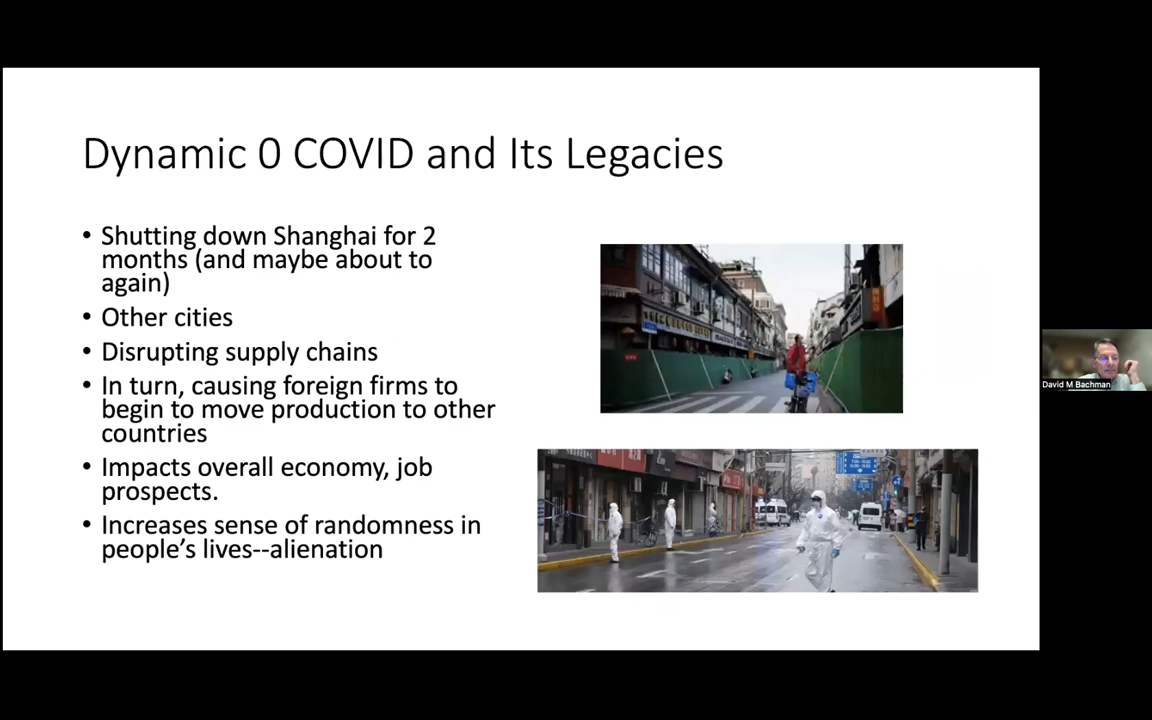 Dynamic 0 COVID and Its Legacies
• Shutting down Shanghai for 2
months (and maybe about to
again)
• Other cities
• Disrupting supply chains
• In turn, causing foreign firms to
begin to move production to other
countries
• Impacts overall economy, job
prospects.
• Increases sense of randomness in
people’s lives--alienation
David M Bachman